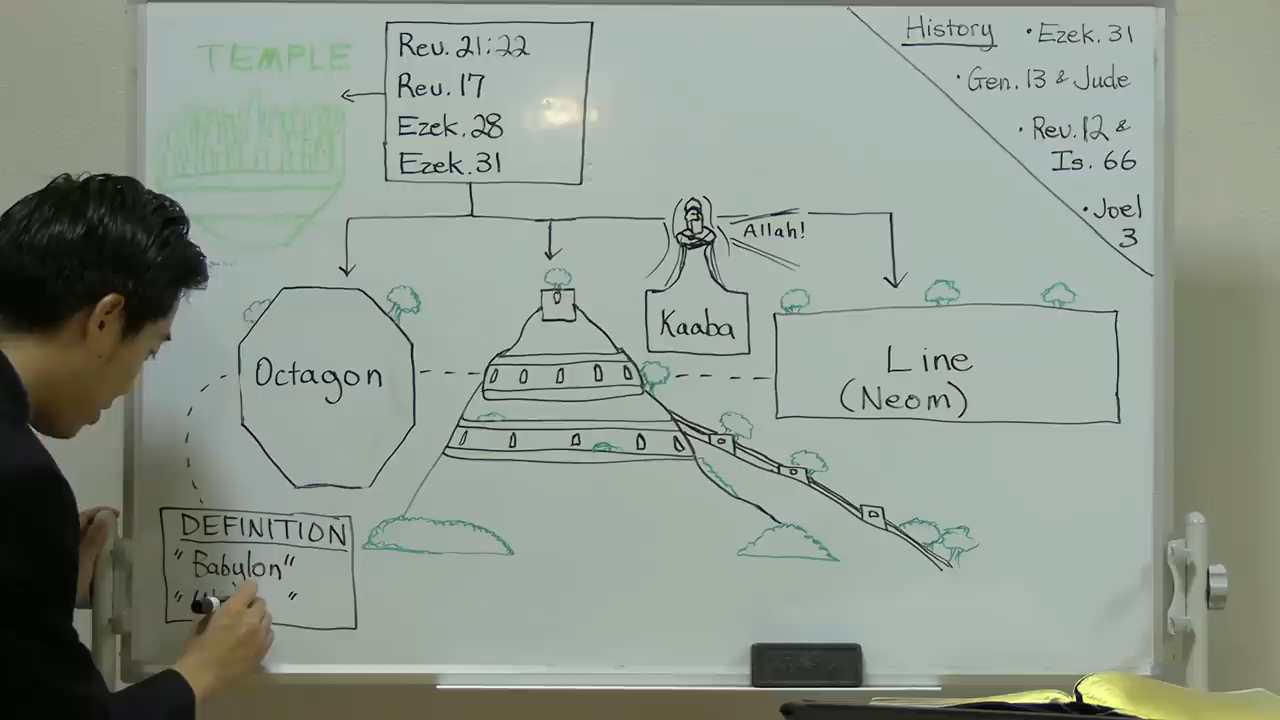 TEMPLE
Rev. 21:22
Rev. 17
Ezek. 28
Ezek. 31
History
• Ezek. 31
• Gen. 13 & Jude
• Rev. 12 &
Is. 66
• Joel
3
Allah!
Kaaba
Octagon
Line
(Neom)
DEFINITION
"Babylon"